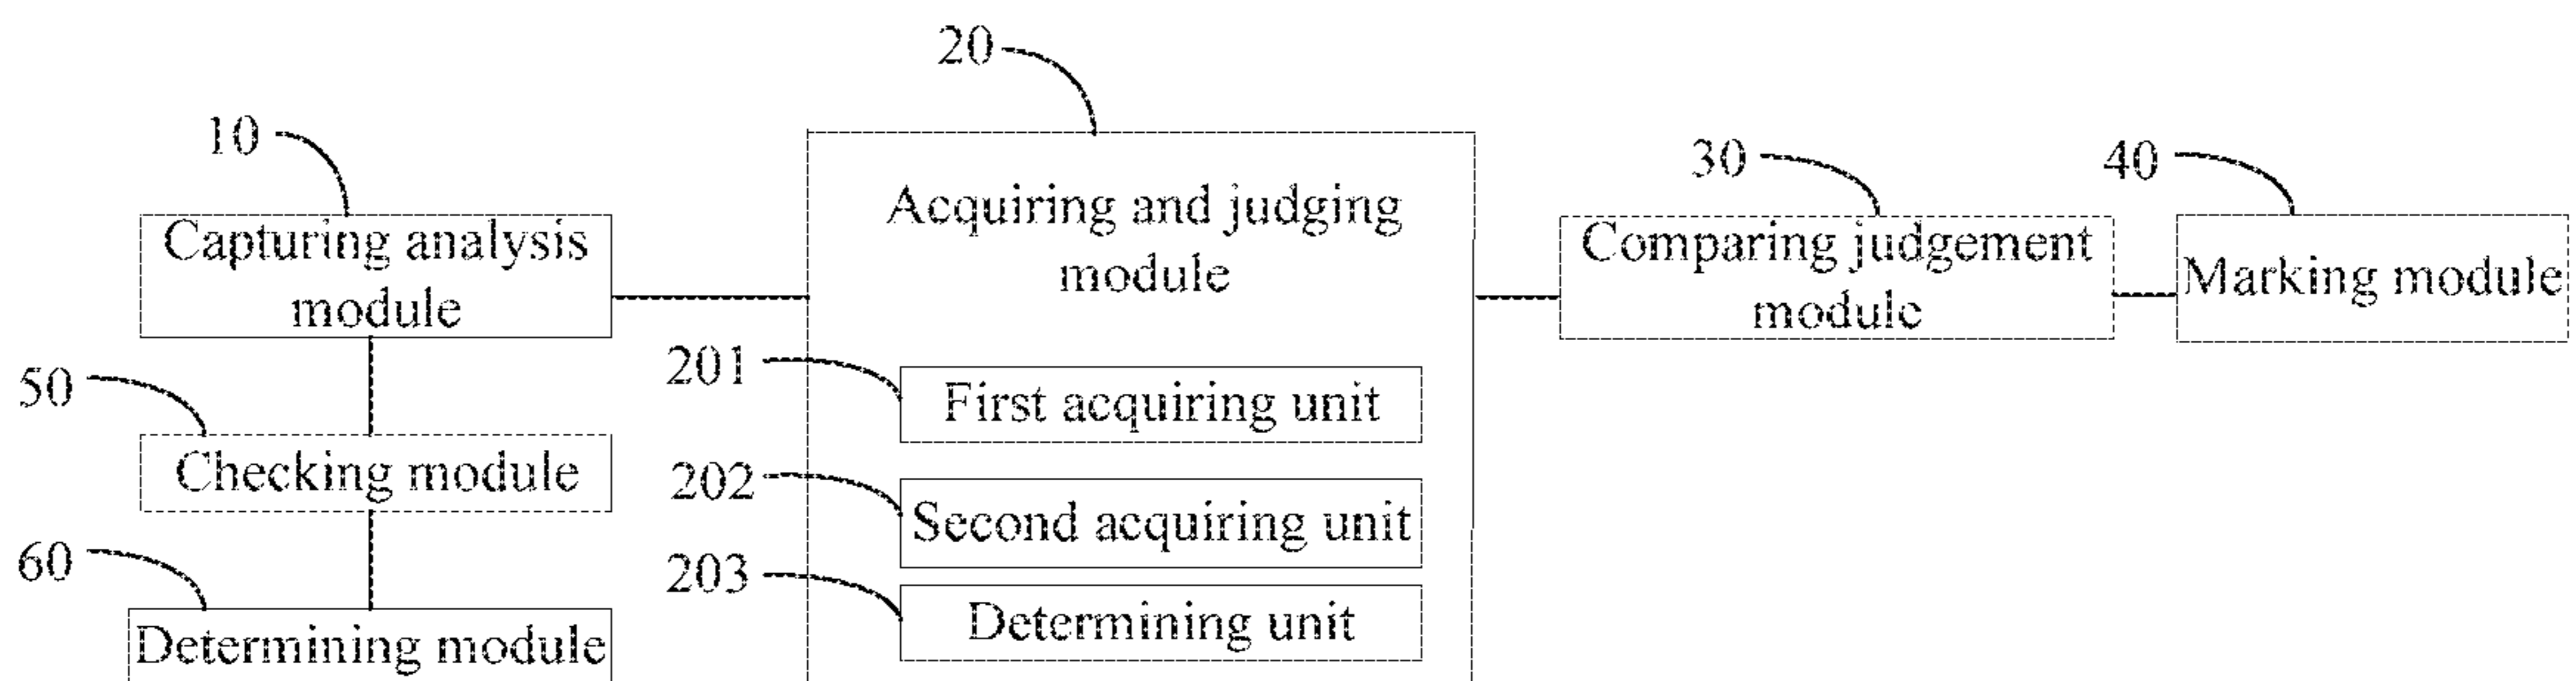 20
10
30
40
Acquiring and judging
module
Capturing analysis
module
Comparing judgement
module
Marking module
201
First acquiring unit
50
Checking module
202
Second acquiring unit
60
203
Determining unit
Determining module